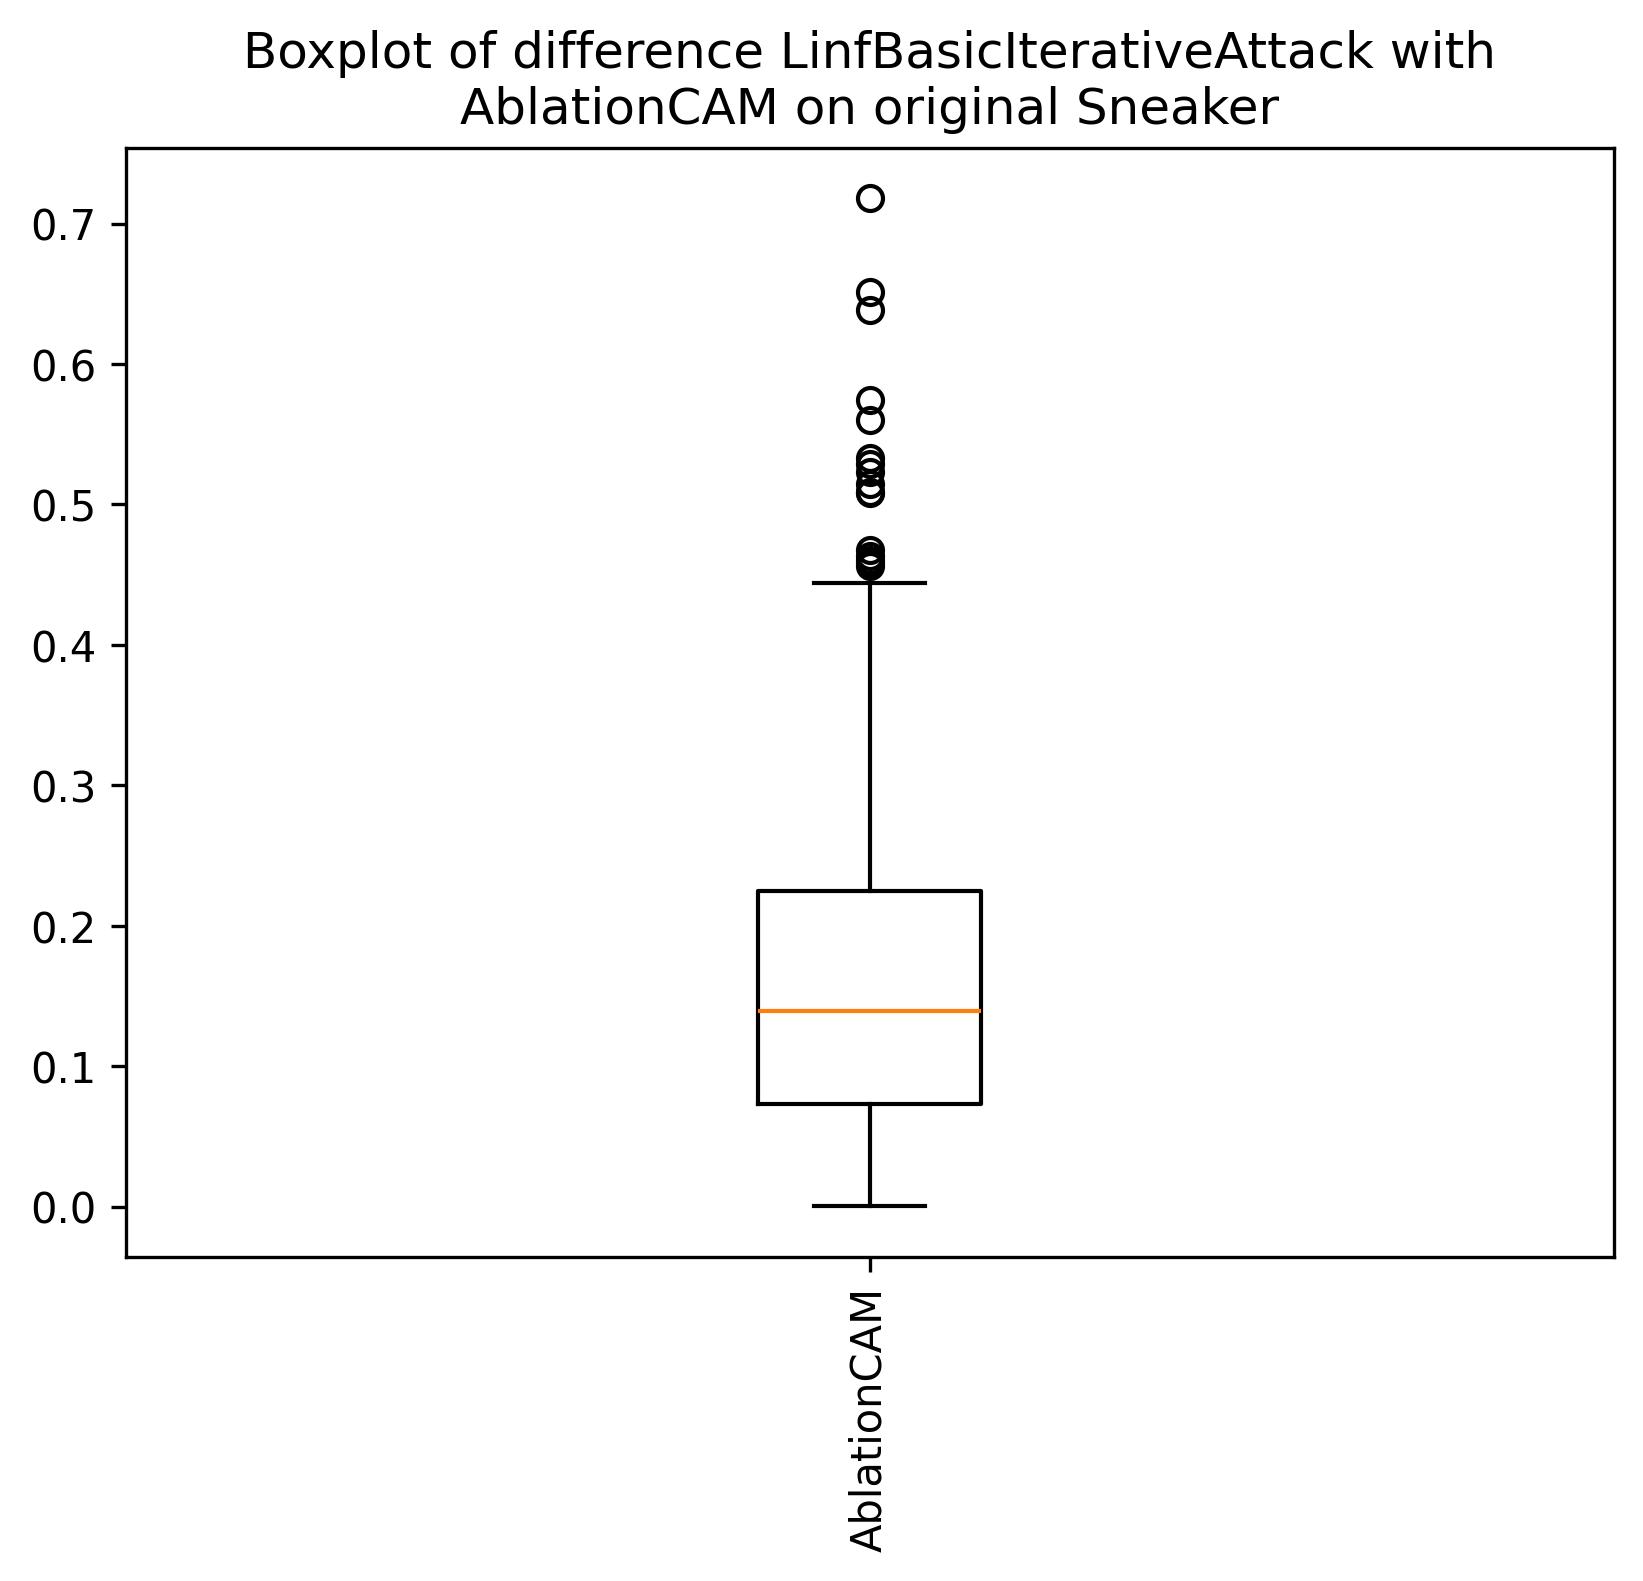 Boxplot of difference LinfBasicIterativeAttack with
AblationCAM on original Sneaker
0.7
0.6
0.5
0.4
0.3
0.2
0.1
0.0
AblationCAM